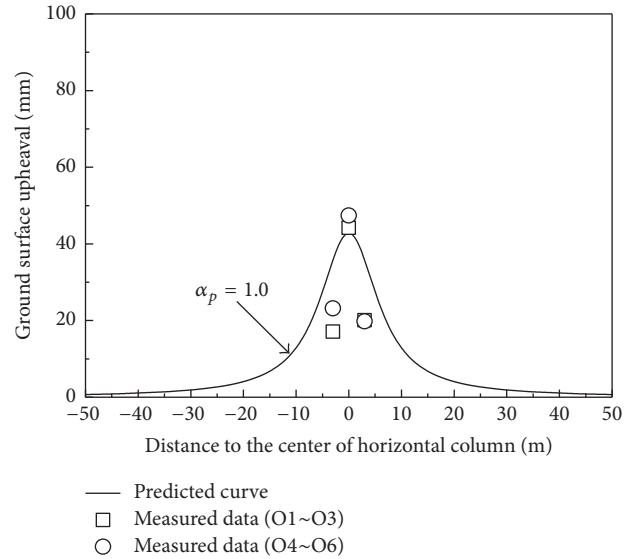 100
80
60
40
20
0
Ground surface upheaval (mm)
α_p = 1.0
−50 −40 −30 −20 −10 0 10 20 30 40 50
Distance to the center of horizontal column (m)
Predicted curve
Measured data (O1~O3)
Measured data (O4~O6)